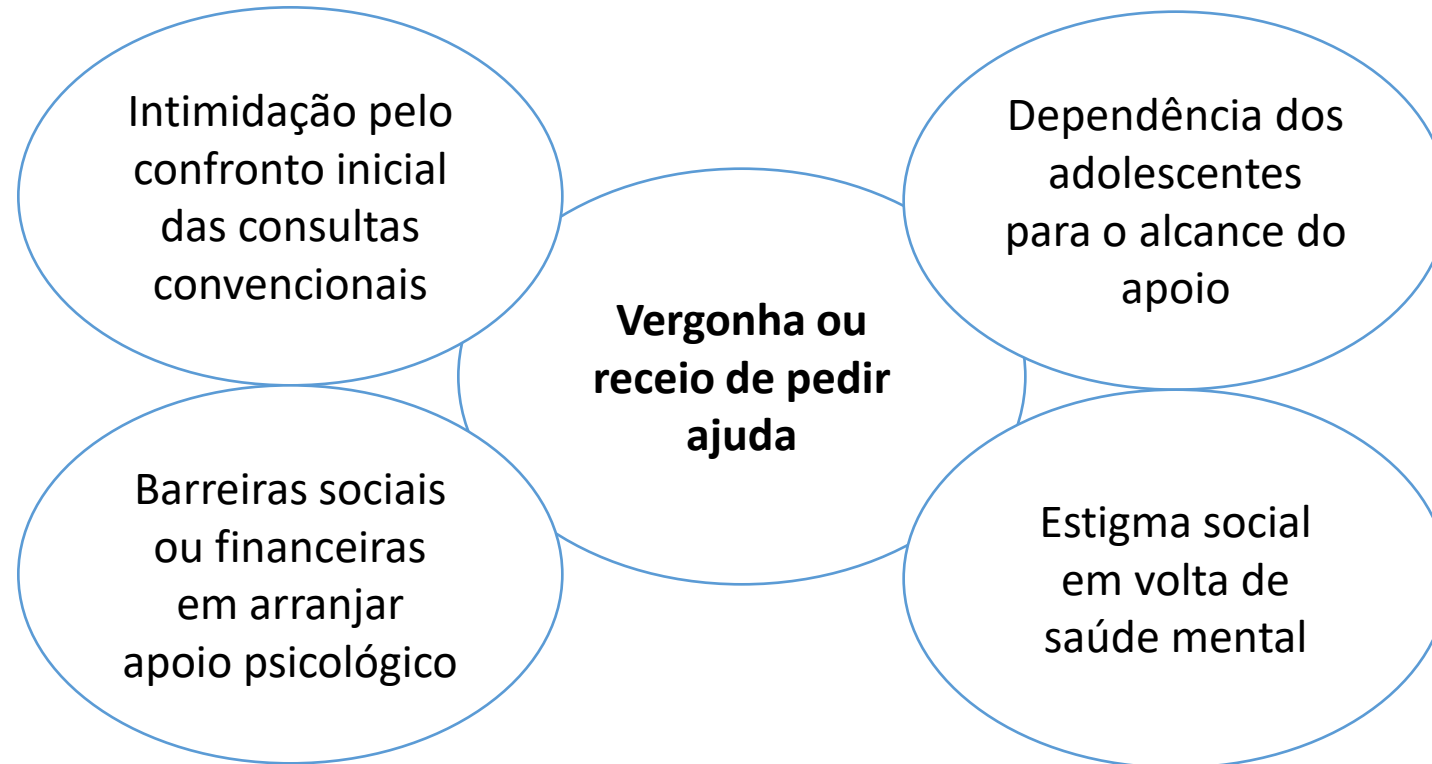 Intimidação pelo
confronto inicial
das consultas
convencionais
Dependência dos
adolescentes
para o alcance do
apoio
Vergonha ou
receio de pedir
ajuda
Barreiras sociais
ou financeiras
em arranjar
apoio psicológico
Estigma social
em volta de
saúde mental